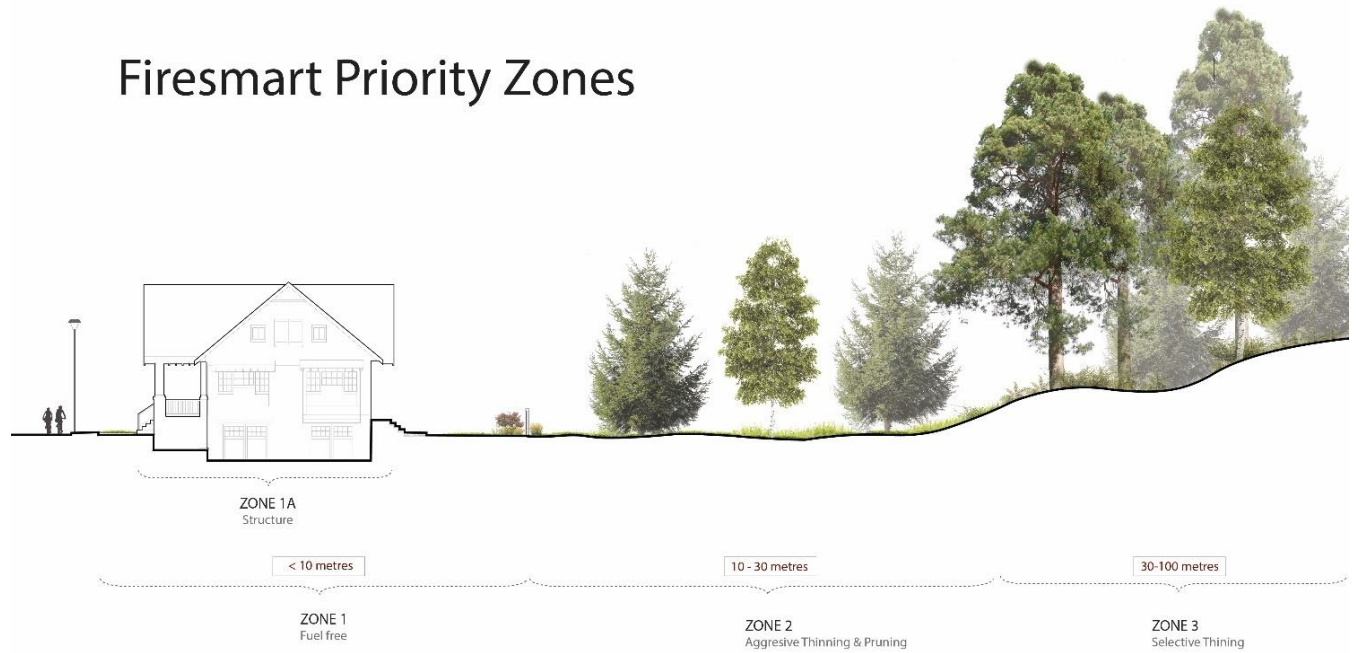 Firesmart Priority Zones
ZONE 1A
Structure
< 10 metres
10 - 30 metres
30-100 metres
ZONE 1
Fuel free
ZONE 2
Aggresive Thinning & Pruning
ZONE 3
Selective Thining